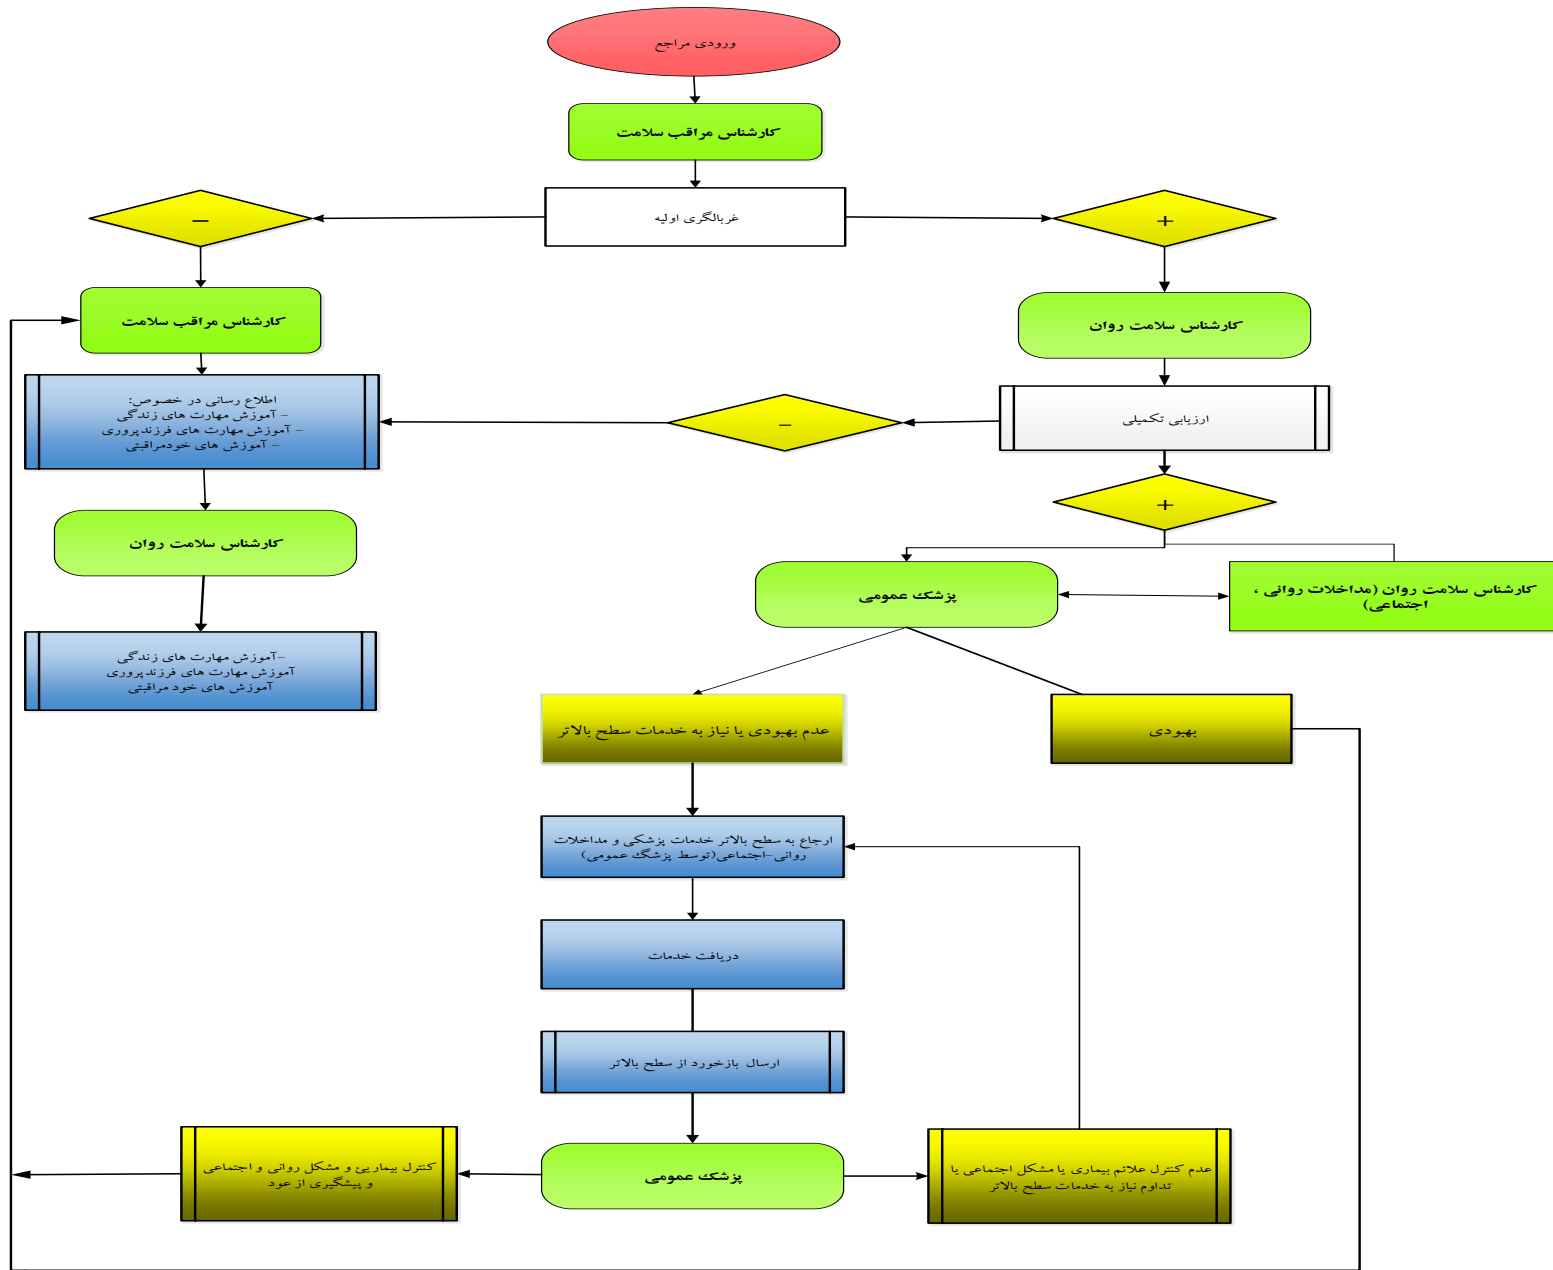 ورودی مراجع
کارشناس مراقب سلامت
غربالگری اولیه
+
–
کارشناس سلامت روان
کارشناس مراقب سلامت
ارزیابی تکمیلی
–
اطلاع رسانی در خصوص:
– آموزش مهارت های زندگی
– آموزش مهارت های فرزندپروری
– آموزش های خودمراقبتی
+
کارشناس سلامت روان
کارشناس سلامت روان (مداخلات روانی ،
اجتماعی)
پزشک عمومی
–آموزش مهارت های زندگی
آموزش مهارت های فرزندپروری
آموزش های خود مراقبتی
بهبودی
عدم بهبودی یا نیاز به خدمات سطح بالاتر
ارجاع به سطح بالاتر خدمات پزشکی و مداخلات
روانی–اجتماعی(توسط پزشگ عمومی)
دریافت خدمات
ارسال بازخورد از سطح بالاتر
عدم کنترل علائم بیماری یا مشکل اجتماعی یا
تداوم نیاز به خدمات سطح بالاتر
پزشک عمومی
کنترل بیماریئ و مشکل روانی و اجتماعی
و پیشگیری از عود